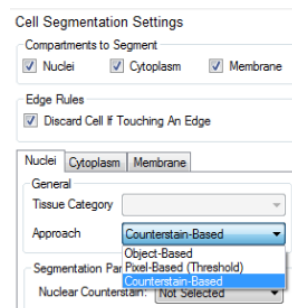 Cell Segmentation Settings
Compartments to Segment
Nuclei Cytoplasm Membrane
Edge Rules
Discard Cell If Touching An Edge
Nuclei Cytoplasm Membrane
General
Tissue Category
Approach Counterstain-Based
Object-Based
Segmentation Par Pixel-Based (Threshold)
Counterstain-Based
Nuclear Counterstain: Not Selected